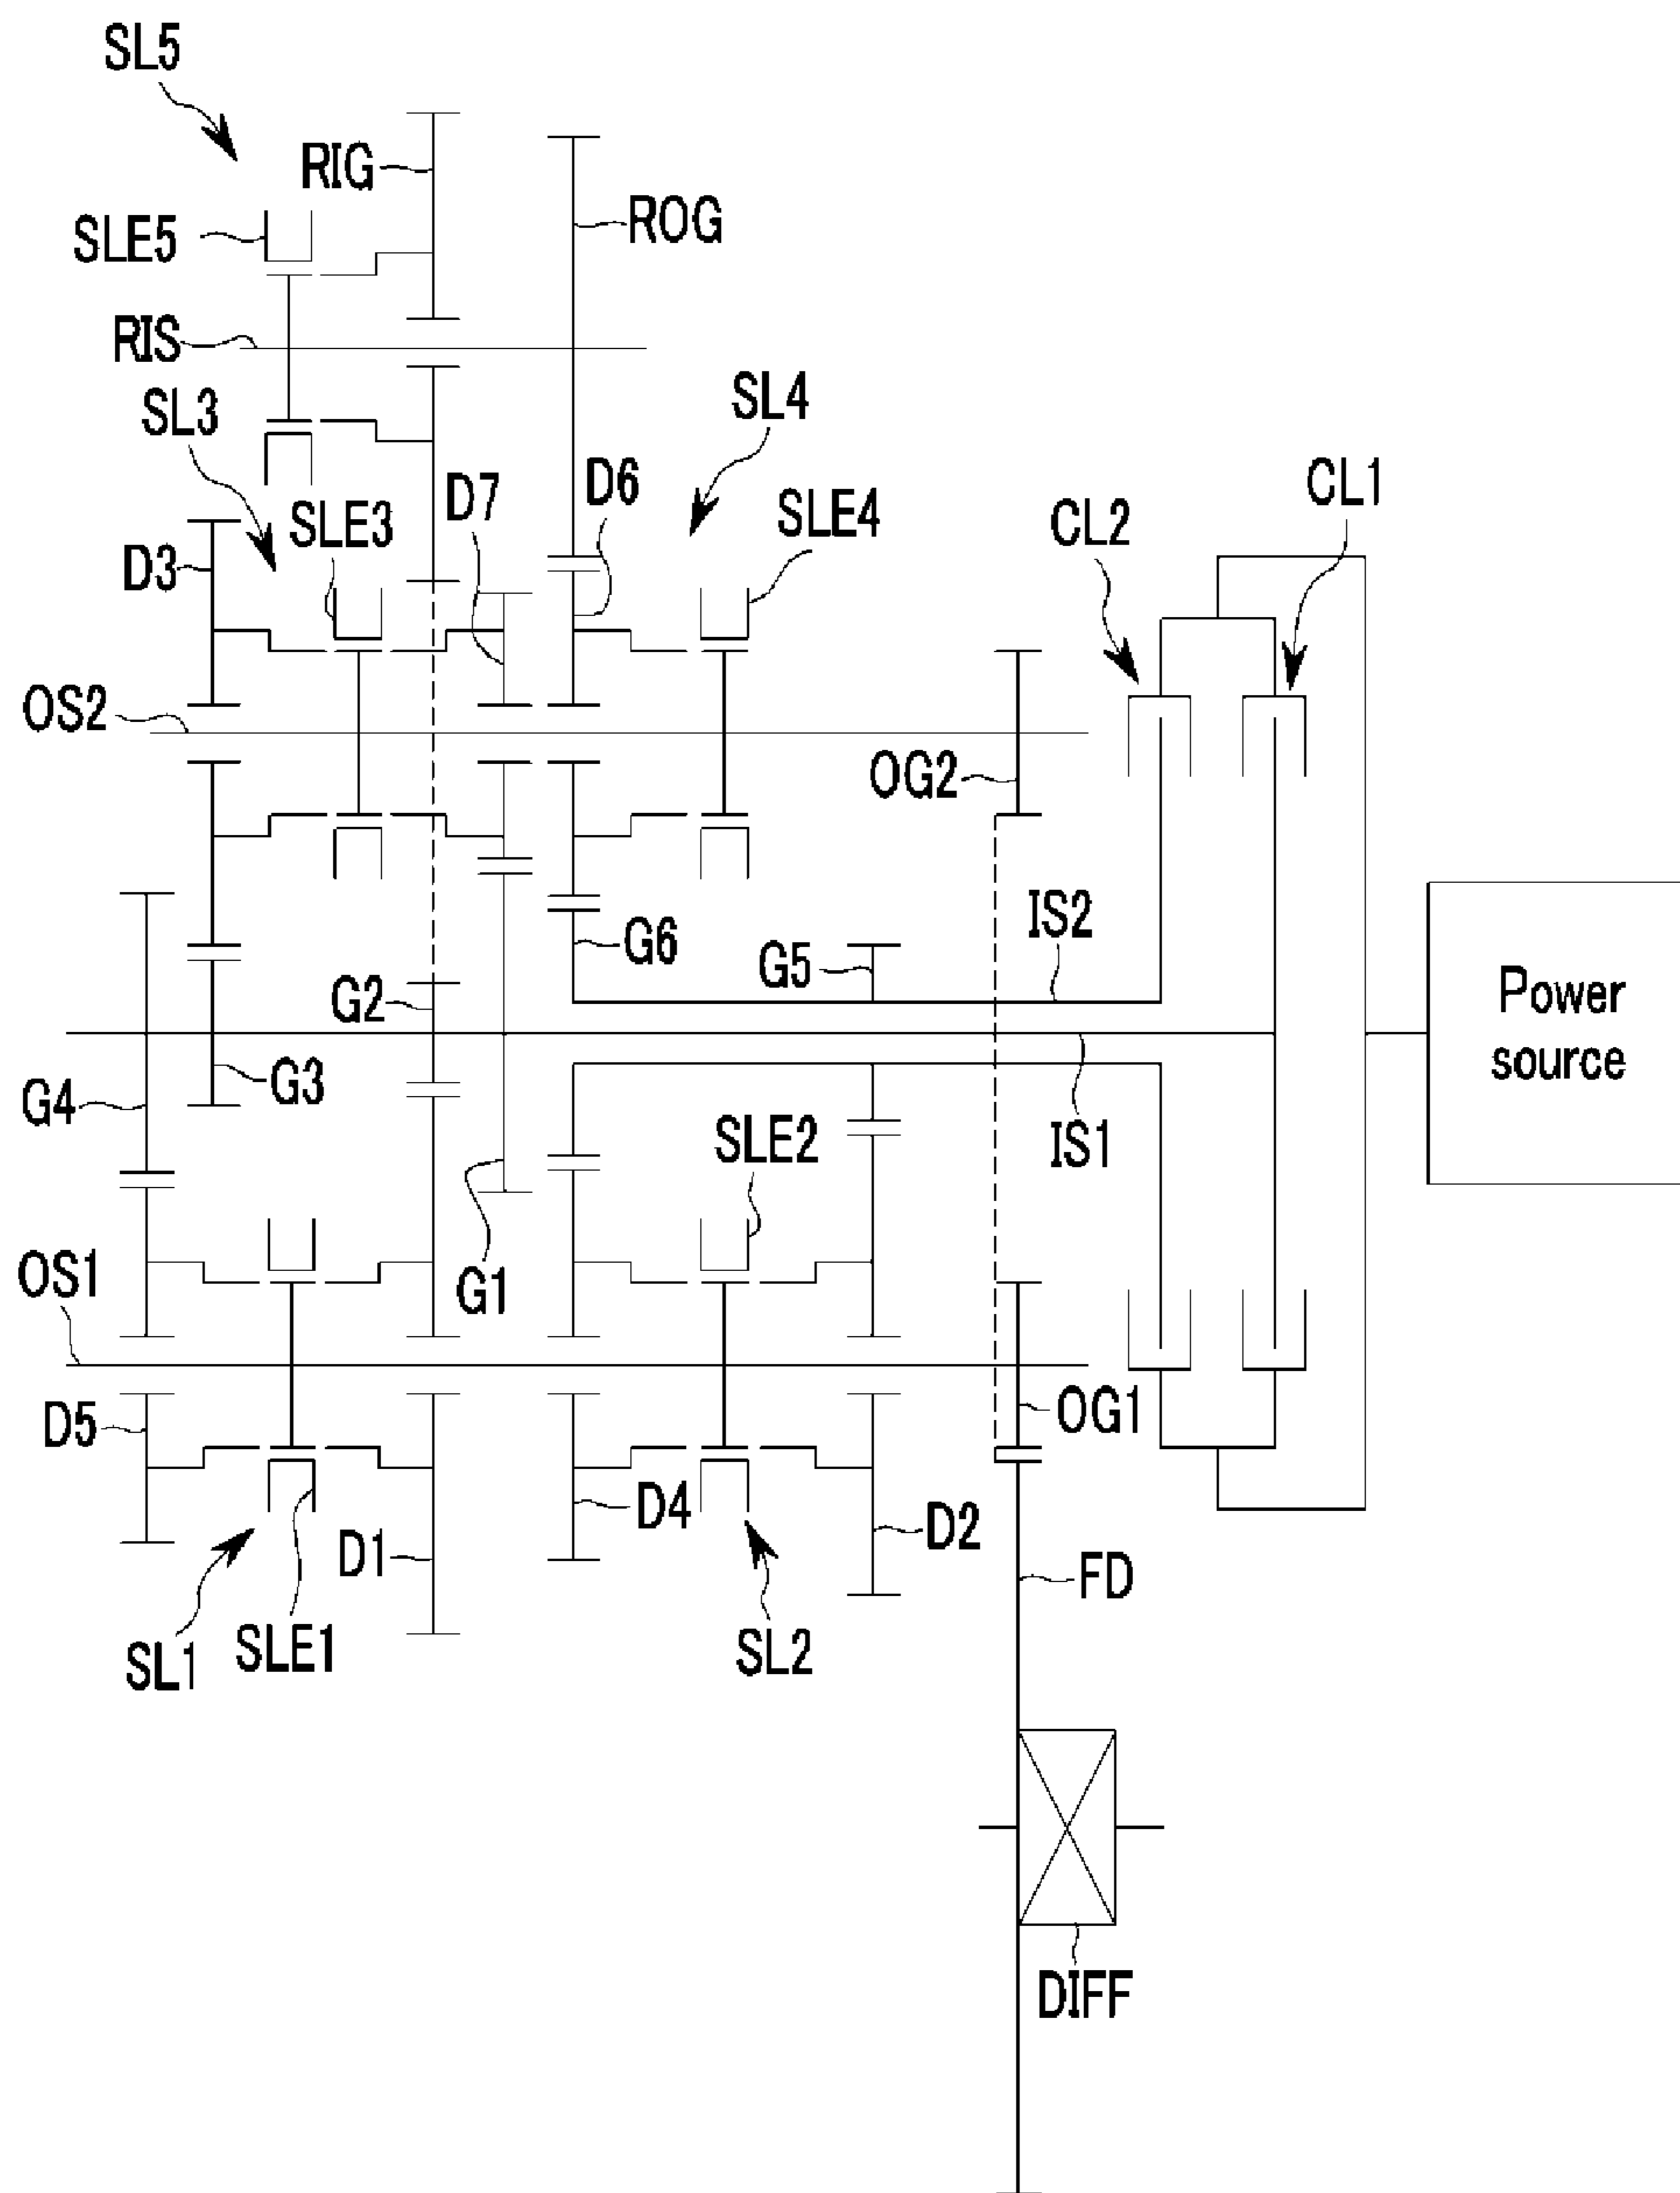 SL5
RIG
ROG
SLE5
RIS
SL3
SL4
D7
D6
CL1
SLE3
SLE4
CL2
D3
OS2
OG2
IS2
G6
G5
G2
Power
source
G3
G4
SLE2
IS1
OS1
G1
D5
OG1
D4
D2
D1
FD
SLE1
SL1
SL2
DIFF